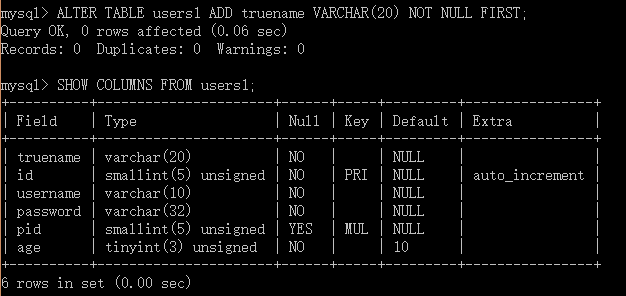 mysql> ALTER TABLE users1 ADD truename VARCHAR(20) NOT NULL FIRST;
Query OK, 0 rows affected (0.06 sec)
Records: 0  Duplicates: 0  Warnings: 0

mysql> SHOW COLUMNS FROM users1;
+----------+----------------------+------+-----+---------+----------------+
| Field    | Type                 | Null | Key | Default | Extra          |
+----------+----------------------+------+-----+---------+----------------+
| truename | varchar(20)          | NO   |     | NULL    |                |
| id       | smallint(5) unsigned | NO   | PRI | NULL    | auto_increment |
| username | varchar(10)          | NO   |     | NULL    |                |
| password | varchar(32)          | NO   |     | NULL    |                |
| pid      | smallint(5) unsigned | YES  | MUL | NULL    |                |
| age      | tinyint(3) unsigned  | NO   |     | 10      |                |
+----------+----------------------+------+-----+---------+----------------+
6 rows in set (0.00 sec)